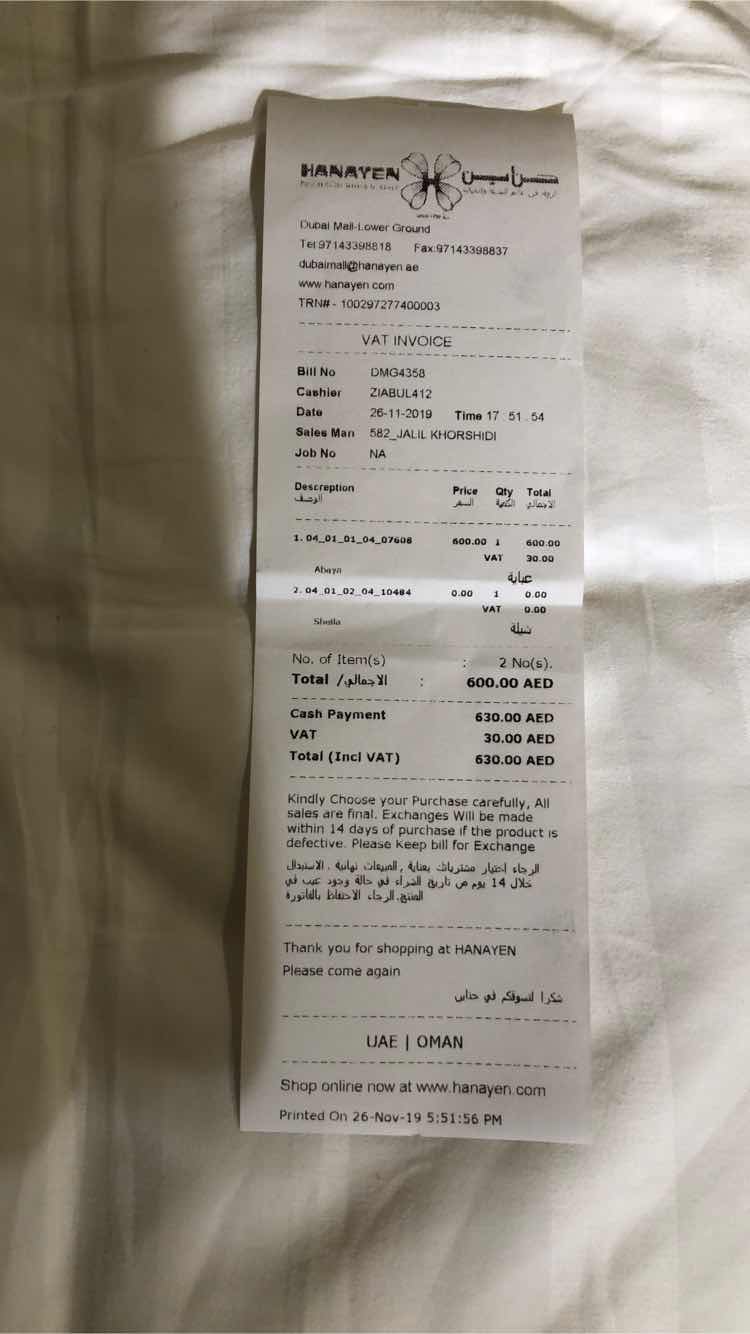 HANAYEN
Dubai Mall-Lower Ground
Tel 97143398818 Fax:97143398837
dubaimall@hanayen.ae
www.hanayen.com
TRN# - 100297277400003
VAT INVOICE
Bill No DMG4358
Cashier ZIABUL412
Date 26-11-2019 Time 17 : 51 : 54
Sales Man 582_JALIL KHORSHIDI
Job No NA
Descreption Price Qty Total
الوصف السعر الكمية الاجمالي
1. 04_01_01_04_07608 600.00 1 600.00
VAT 30.00
Abaya عباية
2. 04_01_02_04_10484 0.00 1 0.00
VAT 0.00
Sheila شيلة
No. of Item(s) : 2 No(s).
Total /الاجمالي : 600.00 AED
Cash Payment 630.00 AED
VAT 30.00 AED
Total (Incl VAT) 630.00 AED
Kindly Choose your Purchase carefully, All
sales are final. Exchanges Will be made
within 14 days of purchase if the product is
defective. Please Keep bill for Exchange
الرجاء إختيار مشترياتك بعناية , المبيعات نهائية . الاستبدال
خلال 14 يوم من تاريخ الشراء في حالة وجود عيب في
المنتج. الرجاء الاحتفاظ بالفاتورة
Thank you for shopping at HANAYEN
Please come again
شكرا لتسوقكم في حناين
UAE | OMAN
Shop online now at www.hanayen.com
Printed On 26-Nov-19 5:51:56 PM